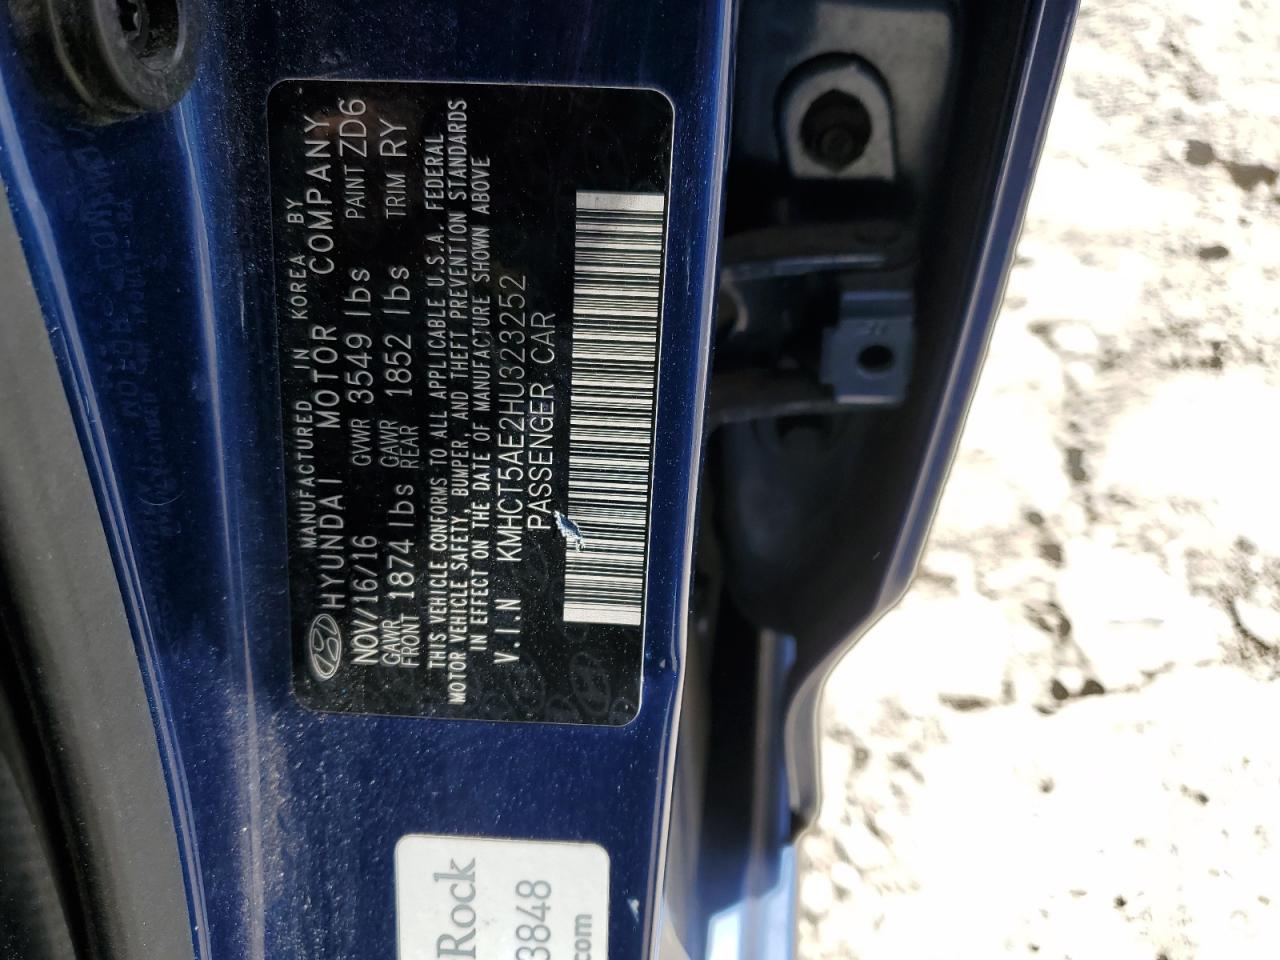 MANUFACTURED IN KOREA BY
HYUNDAI MOTOR COMPANY
NOV/16/16 GVWR 3549 lbs PAINT ZD6
GAWR FRONT 1874 lbs GAWR REAR 1852 lbs TRIM RY
THIS VEHICLE CONFORMS TO ALL APPLICABLE U.S.A. FEDERAL
MOTOR VEHICLE SAFETY, BUMPER, AND THEFT PREVENTION STANDARDS
IN EFFECT ON THE DATE OF MANUFACTURE SHOWN ABOVE
V.I.N KMHCT5AE2HU323252
PASSENGER CAR
Rock
3848
.com